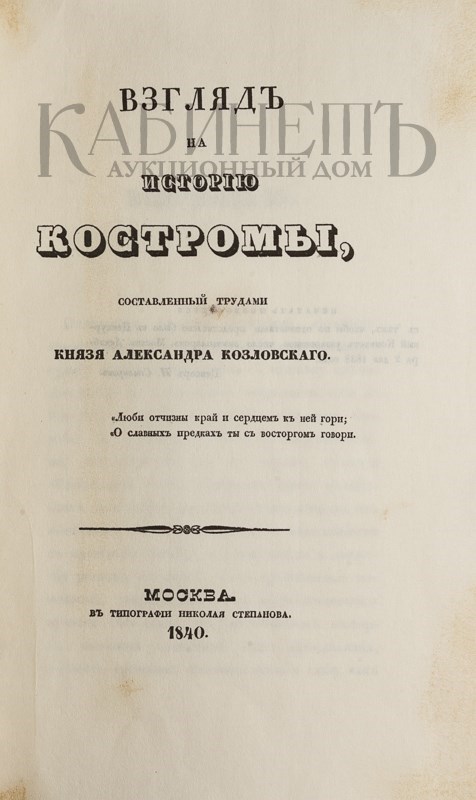 ВЗГЛЯДЪ
КАБИНЕТЪ
НА
АУКЦИОННЫЙ ДОМ
ИСТОРІЮ
КОСТРОМЫ,
СОСТАВЛЕННЫЙ ТРУДАМИ
КНЯЗЯ АЛЕКСАНДРА КОЗЛОВСКАГО.
«Люби отчизны край и сердцемъ къ ней гори;
«О славныхъ предкахъ ты съ восторгомъ говори.
МОСКВА.
ВЪ ТИПОГРАФІИ НИКОЛАЯ СТЕПАНОВА.
1840.